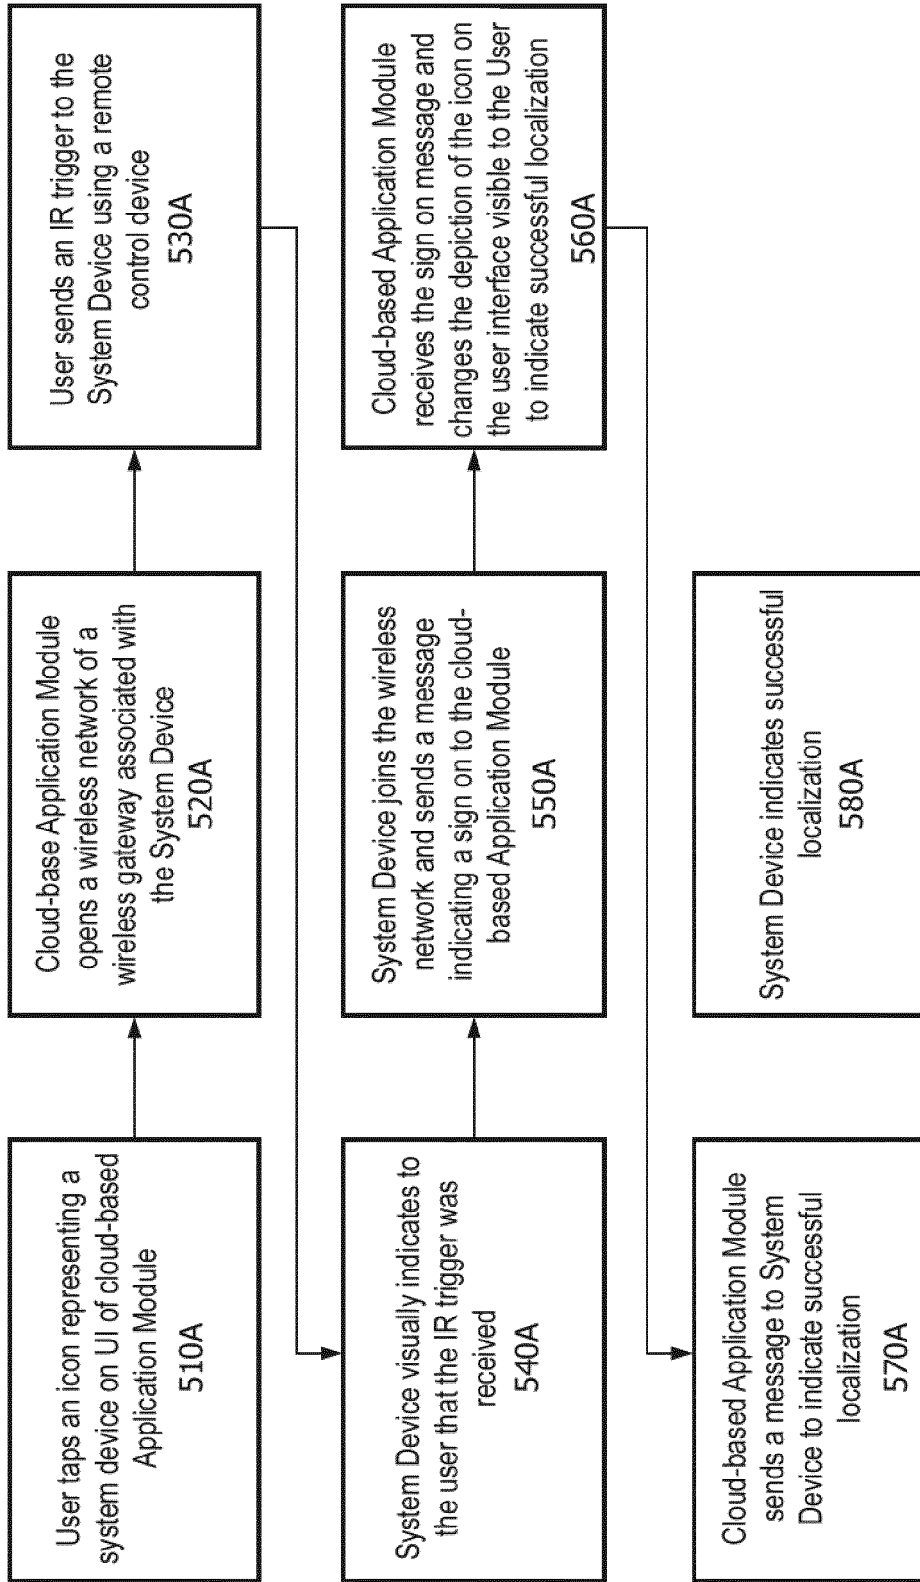 User taps an icon representing a
system device on UI of cloud-based
Application Module
510A
Cloud-base Application Module
opens a wireless network of a
wireless gateway associated with
the System Device
520A
User sends an IR trigger to the
System Device using a remote
control device
530A
System Device visually indicates to
the user that the IR trigger was
received
540A
System Device joins the wireless
network and sends a message
indicating a sign on to the cloud-
based Application Module
550A
Cloud-based Application Module
receives the sign on message and
changes the depiction of the icon on
the user interface visible to the User
to indicate successful localization
560A
Cloud-based Application Module
sends a message to System
Device to indicate successful
localization
570A
System Device indicates successful
localization
580A